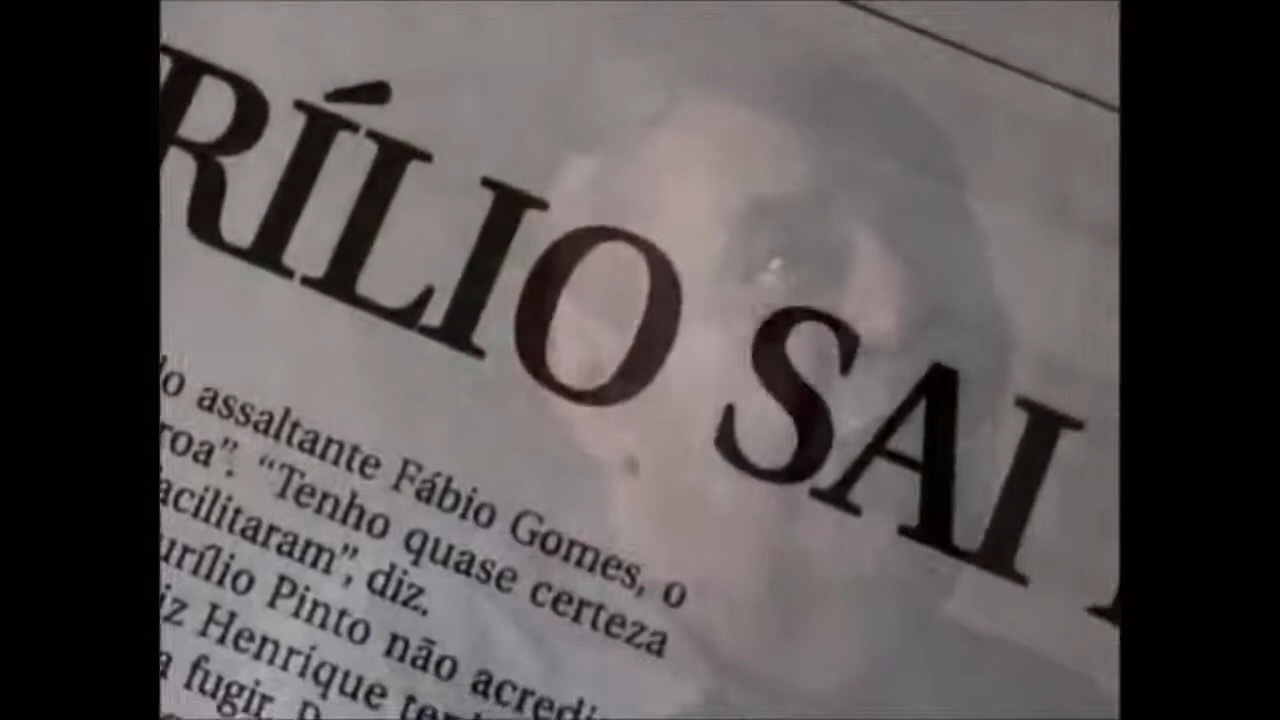 RÍLIO SAI
lo assaltante Fábio Gomes, o
roa”. “Tenho quase certeza
acilitaram”, diz.
urílio Pinto não acredi
iz Henrique ter
a fugir.